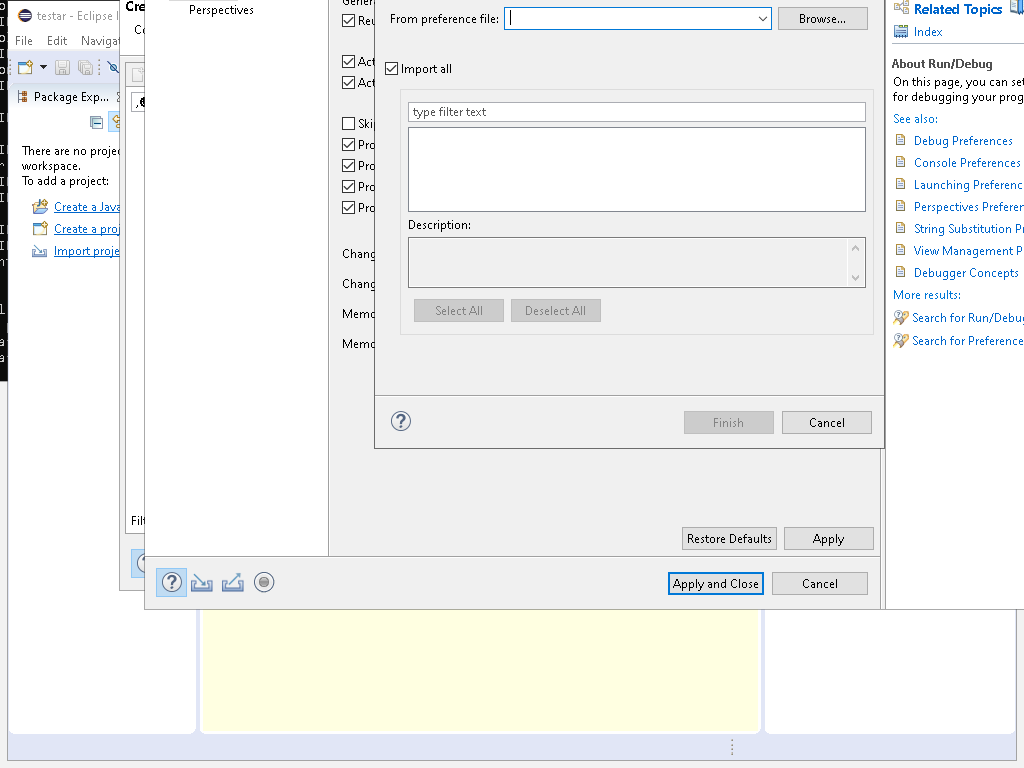 testar - Eclipse I
File Edit Navigat
Package Exp...
There are no proje
workspace.
To add a project:
Create a Java
Create a proj
Import proje
Cre
Perspectives
From preference file:
Browse...
Import all
type filter text
Description:
Select All
Deselect All
Finish
Cancel
Reu
Act
Act
Skip
Pro
Pro
Pro
Pro
Chang
Chang
Memo
Memo
Restore Defaults
Apply
Apply and Close
Cancel
Filt
Related Topics
Index
About Run/Debug
On this page, you can set
for debugging your prog
See also:
Debug Preferences
Console Preferences
Launching Preferenc
Perspectives Preferen
String Substitution Pr
View Management P
Debugger Concepts
More results:
Search for Run/Debug
Search for Preference